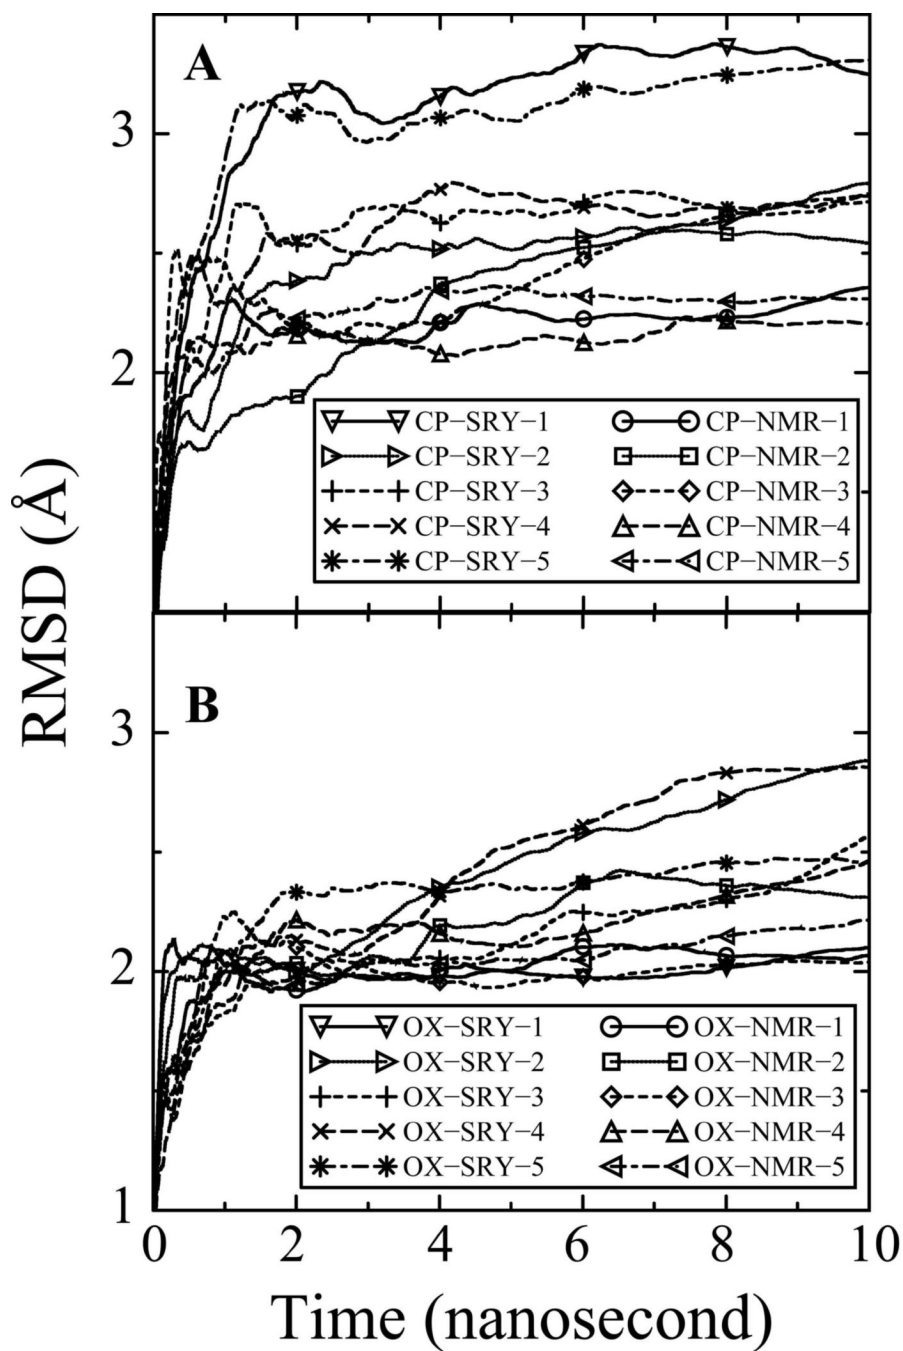 A
3
2
CP–SRY–1 CP–NMR–1
CP–SRY–2 CP–NMR–2
CP–SRY–3 CP–NMR–3
CP–SRY–4 CP–NMR–4
CP–SRY–5 CP–NMR–5
RMSD (Å)
B
3
2
OX–SRY–1 OX–NMR–1
OX–SRY–2 OX–NMR–2
OX–SRY–3 OX–NMR–3
OX–SRY–4 OX–NMR–4
OX–SRY–5 OX–NMR–5
1
0 2 4 6 8 10
Time (nanosecond)